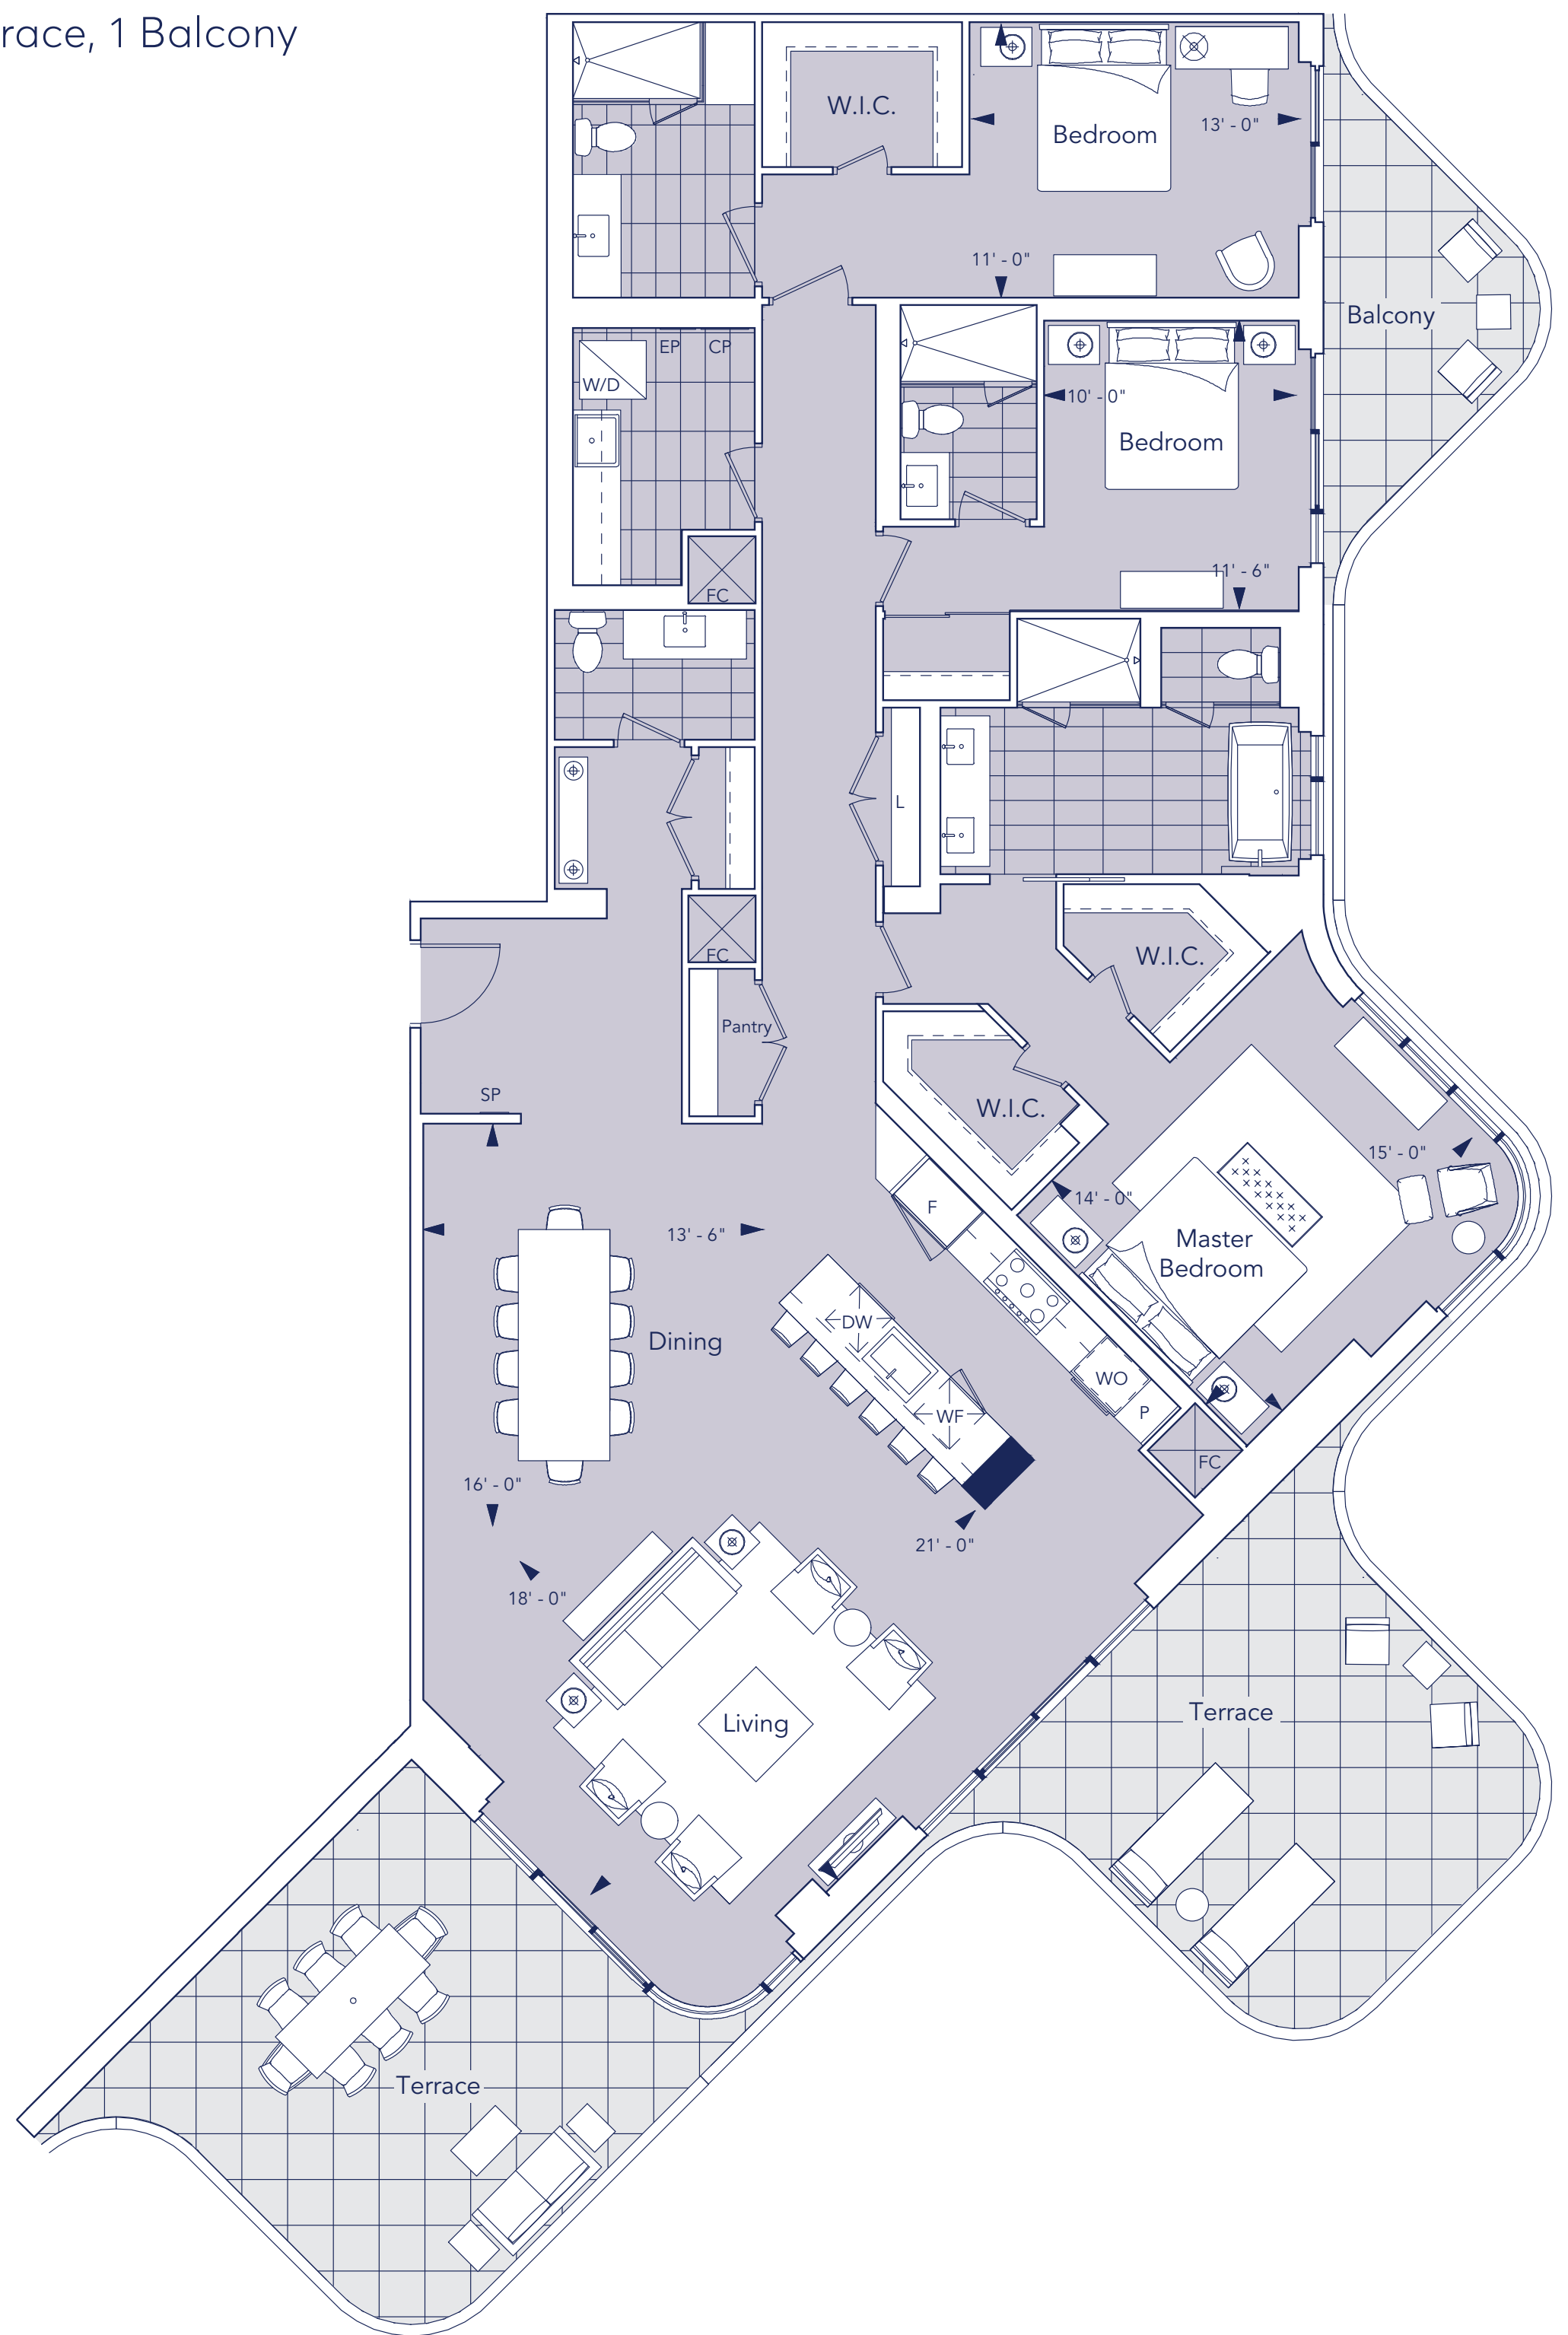 race, 1 Balcony
W.I.C.
Bedroom
13' - 0"
11' - 0"
Balcony
EP
CP
W/D
10' - 0"
Bedroom
11' - 6"
FC
L
W.I.C.
FC
Pantry
SP
W.I.C.
15' - 0"
14' - 0"
F
13' - 6"
Master
Bedroom
DW
Dining
WO
P
WF
FC
16' - 0"
21' - 0"
18' - 0"
Living
Terrace
Terrace